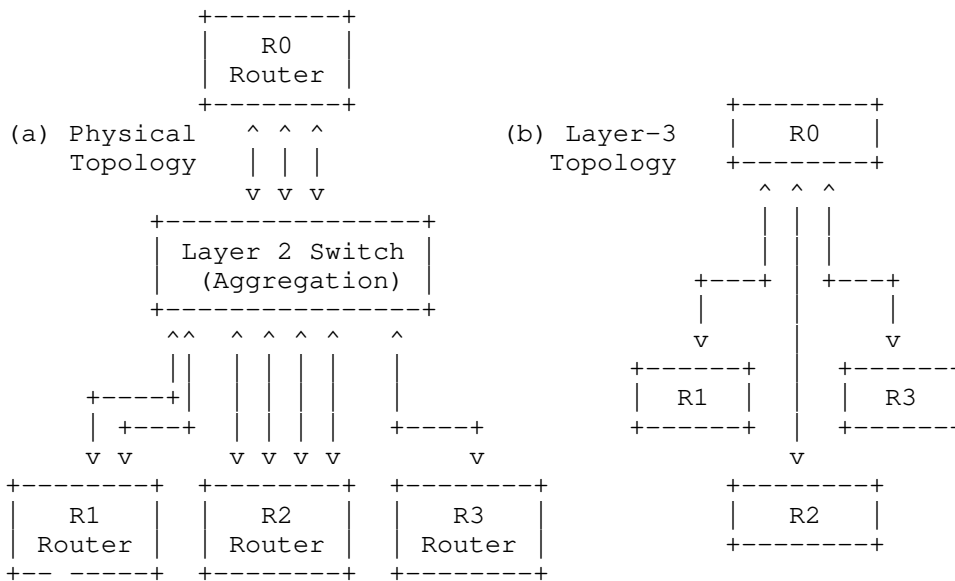 R0
Router
(a) Physical
Topology
Layer 2 Switch
(Aggregation)
R1
Router
R2
Router
R3
Router
(b) Layer-3
Topology
R0
R1
R3
R2